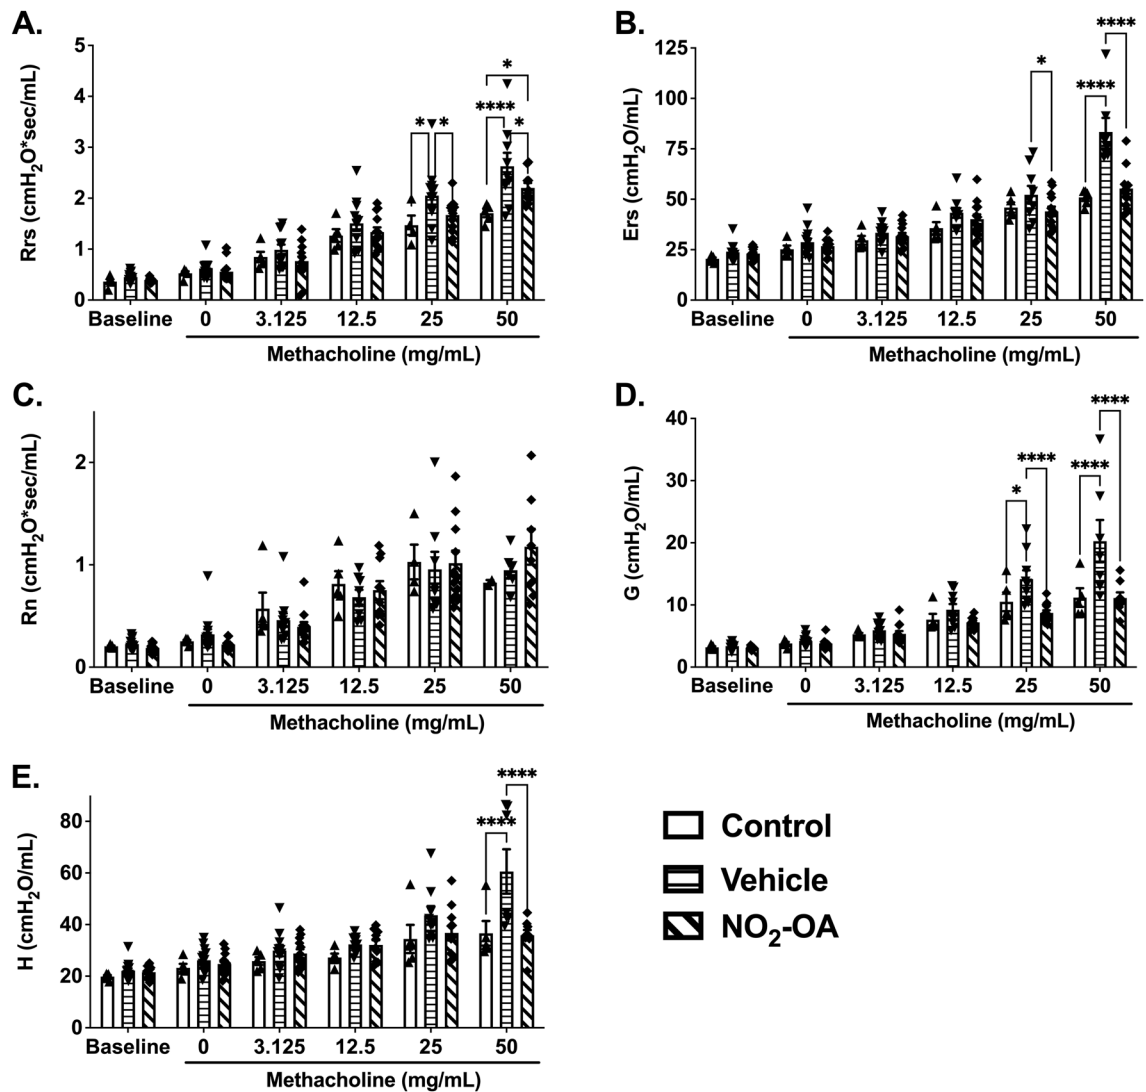 A.
Rrs (cmH₂O*sec/mL)
5
4
3
2
1
0
*
****
* * *
Baseline 0 3.125 12.5 25 50
Methacholine (mg/mL)
B.
Ers (cmH₂O/mL)
125
100
75
50
25
0
****
*
****
Baseline 0 3.125 12.5 25 50
Methacholine (mg/mL)
C.
Rn (cmH₂O*sec/mL)
2
1
0
Baseline 0 3.125 12.5 25 50
Methacholine (mg/mL)
D.
G (cmH₂O/mL)
40
30
20
10
0
****
**** ****
*
Baseline 0 3.125 12.5 25 50
Methacholine (mg/mL)
E.
H (cmH₂O/mL)
80
60
40
20
0
****
****
Baseline 0 3.125 12.5 25 50
Methacholine (mg/mL)
Control
Vehicle
NO₂-OA